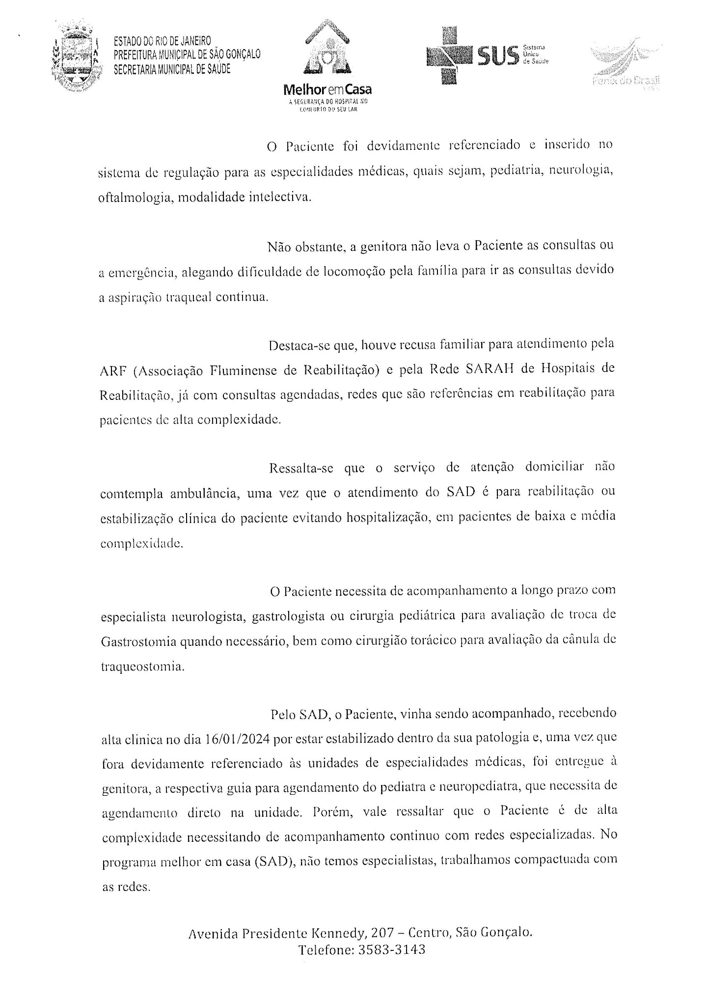 ESTADO DO RIO DE JANEIRO
PREFEITURA MUNICIPAL DE SÃO GONÇALO
SECRETARIA MUNICIPAL DE SAÚDE
Melhor em Casa
A SEGURANÇA DO HOSPITAL NO
CONFORTO DO SEU LAR
SUS
Sistema
Único
de Saúde
Fenix do Brasil
O Paciente foi devidamente referenciado e inserido no
sistema de regulação para as especialidades médicas, quais sejam, pediatria, neurologia,
oftalmologia, modalidade intelectiva.
Não obstante, a genitora não leva o Paciente as consultas ou
a emergência, alegando dificuldade de locomoção pela família para ir as consultas devido
a aspiração traqueal continua.
Destaca-se que, houve recusa familiar para atendimento pela
ARF (Associação Fluminense de Reabilitação) e pela Rede SARAH de Hospitais de
Reabilitação, já com consultas agendadas, redes que são referências em reabilitação para
pacientes de alta complexidade.
Ressalta-se que o serviço de atenção domiciliar não
comtempla ambulância, uma vez que o atendimento do SAD é para reabilitação ou
estabilização clínica do paciente evitando hospitalização, em pacientes de baixa e média
complexidade.
O Paciente necessita de acompanhamento a longo prazo com
especialista neurologista, gastrologista ou cirurgia pediátrica para avaliação de troca de
Gastrostomia quando necessário, bem como cirurgião torácico para avaliação da cânula de
traqueostomia.
Pelo SAD, o Paciente, vinha sendo acompanhado, recebendo
alta clinica no dia 16/01/2024 por estar estabilizado dentro da sua patologia e, uma vez que
fora devidamente referenciado às unidades de especialidades médicas, foi entregue à
genitora, a respectiva guia para agendamento do pediatra e neuropediatra, que necessita de
agendamento direto na unidade. Porém, vale ressaltar que o Paciente é de alta
complexidade necessitando de acompanhamento continuo com redes especializadas. No
programa melhor em casa (SAD), não temos especialistas, trabalhamos compactuada com
as redes.
Avenida Presidente Kennedy, 207 – Centro, São Gonçalo.
Telefone: 3583-3143